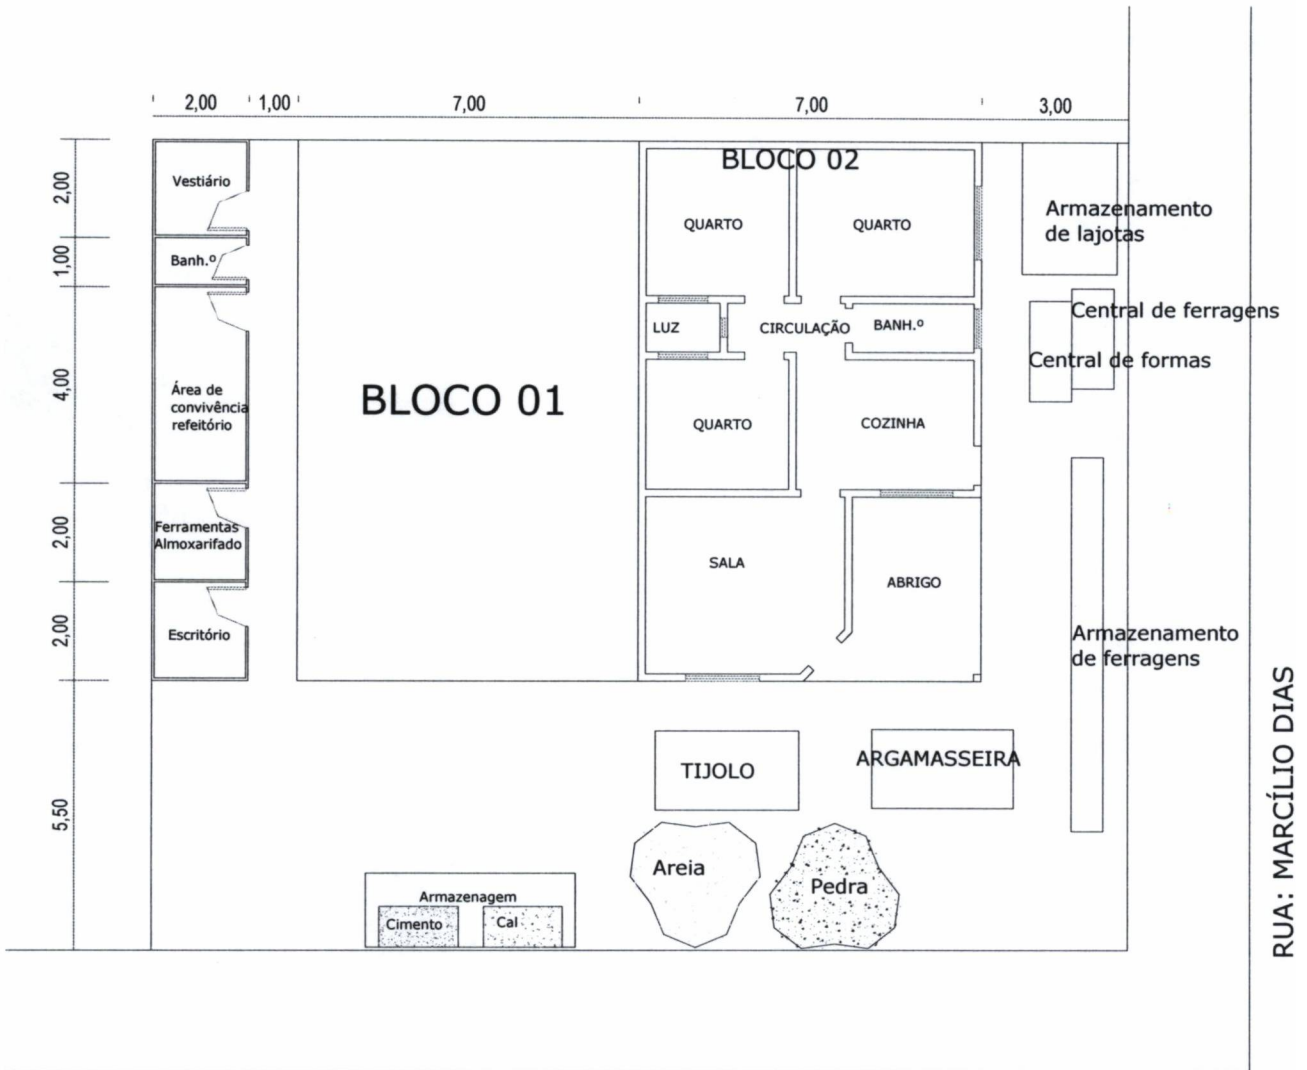 2,00 1,00 7,00 7,00 3,00
2,00
1,00
4,00
2,00
2,00
5,50
Vestiário
Banh.º
Área de
convivência
refeitório
Ferramentas
Almoxarifado
Escritório
BLOCO 01
BLOCO 02
QUARTO
QUARTO
LUZ
CIRCULAÇÃO
BANH.º
QUARTO
COZINHA
SALA
ABRIGO
Armazenamento
de lajotas
Central de ferragens
Central de formas
Armazenamento
de ferragens
TIJOLO
ARGAMASSEIRA
Areia
Pedra
Armazenagem
Cimento
Cal
RUA: MARCÍLIO DIAS